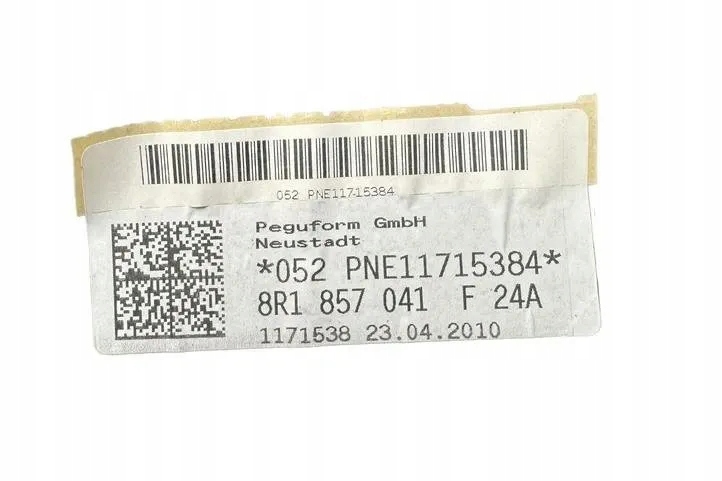 052 PNE11715384
Peguform GmbH
Neustadt
*052 PNE11715384*
8R1 857 041 F 24A
1171538 23.04.2010